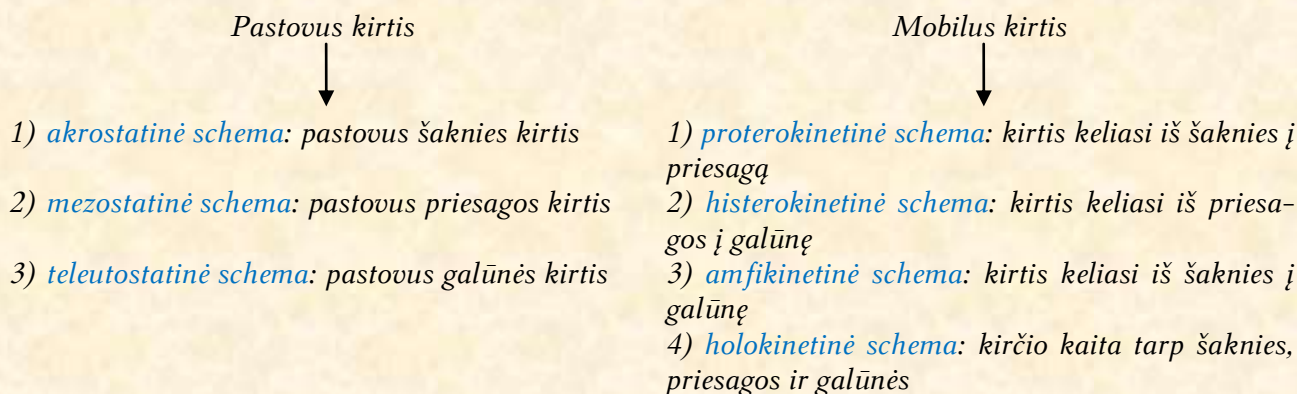 Pastovus kirtis
1) akrostatinė schema: pastovus šaknies kirtis
2) mezostatinė schema: pastovus priesagos kirtis
3) teleutostatinė schema: pastovus galū̃nės kirtis
Mobilus kirtis
1) proterokinetinė schema: kirtis keliasi iš šaknies į
priesagą
2) histerokinetinė schema: kirtis keliasi iš priesa-
gos į galūnę
3) amfikinetinė schema: kirtis keliasi iš šaknies į
galūnę
4) holokinetinė schema: kirčio kaita tarp šaknies,
priesagos ir galūnės